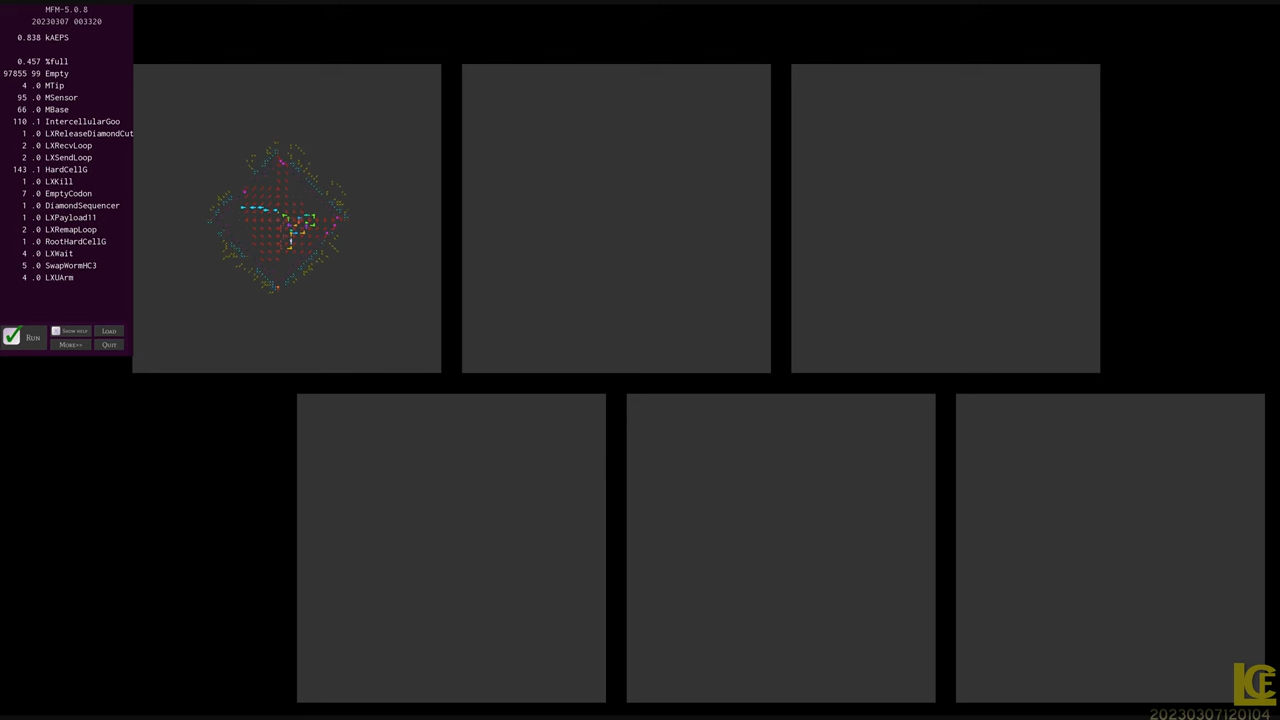 MFM-5.0.8
20230307 003320
0.838 kAEPS
0.457 %full
97855 99 Empty
4 .0 MTip
95 .0 MSensor
66 .0 MBase
110 .1 IntercellularGoo
1 .0 LXReleaseDiamondCut
2 .0 LXRecvLoop
2 .0 LXSendLoop
143 .1 HardCellG
1 .0 LXKill
7 .0 EmptyCodon
1 .0 DiamondSequencer
1 .0 LXPayload11
2 .0 LXRemapLoop
1 .0 RootHardCellG
4 .0 LXWait
5 .0 SwapWormHC3
4 .0 LXUArm
Run
Show help
Load
More>>
Quit
20230307120104